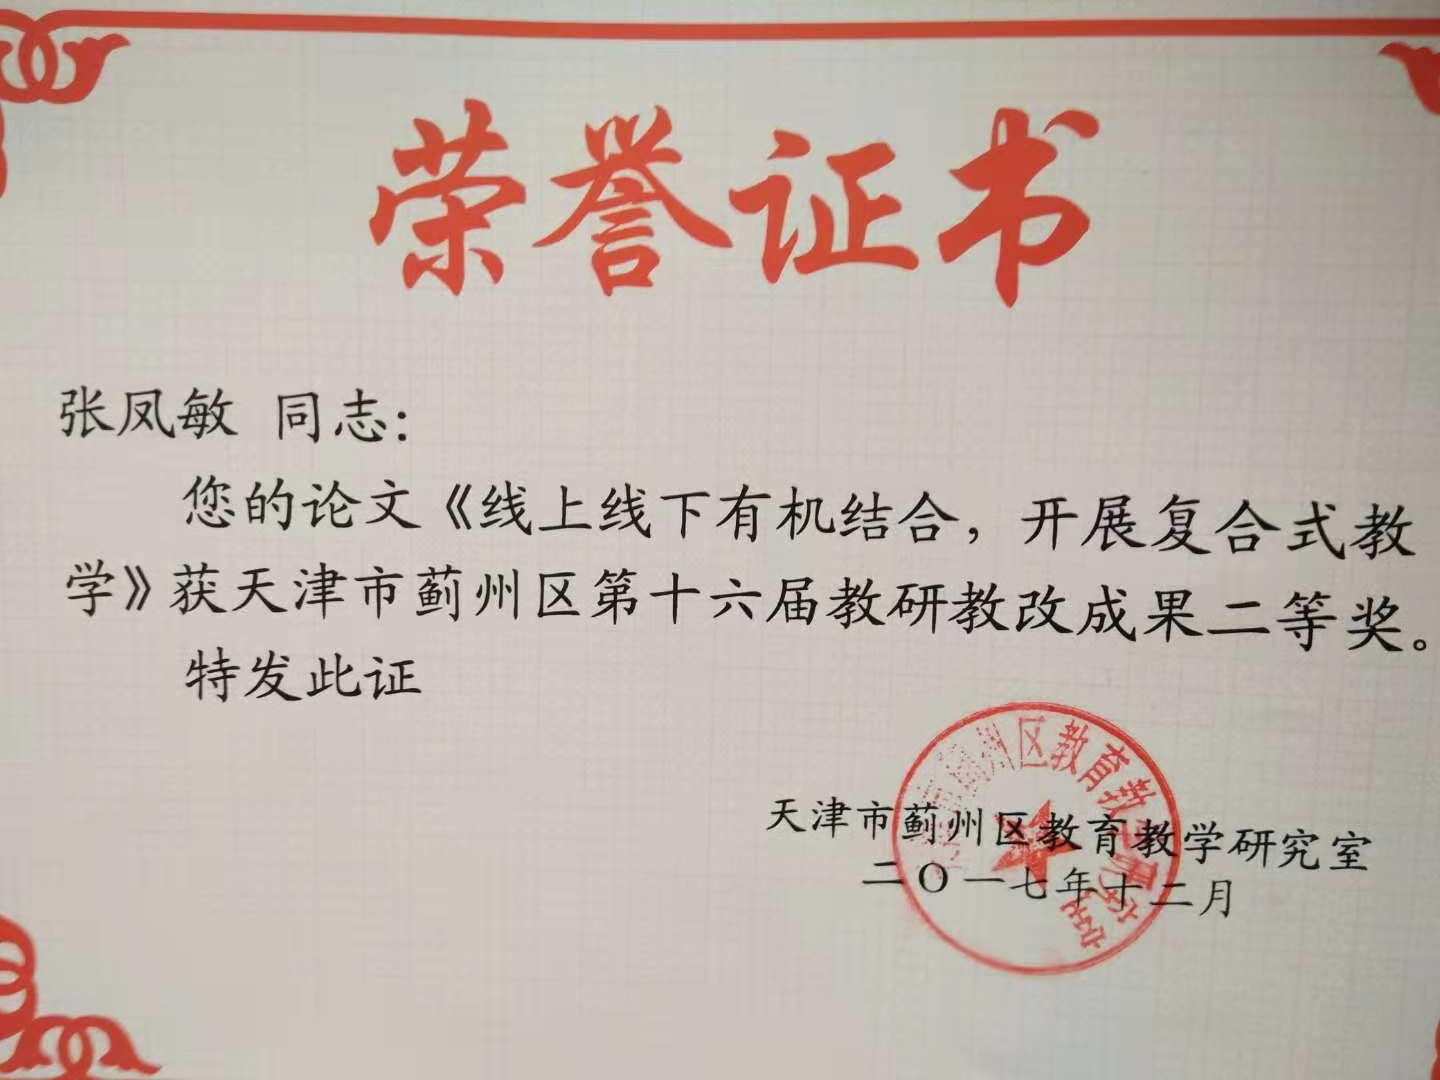 荣誉证书
张凤敏 同志：
您的论文《线上线下有机结合，开展复合式教
学》获天津市蓟州区第十六届教研教改成果二等奖。
特发此证
天津市蓟州区教育教学研究室
二〇一七年十二月